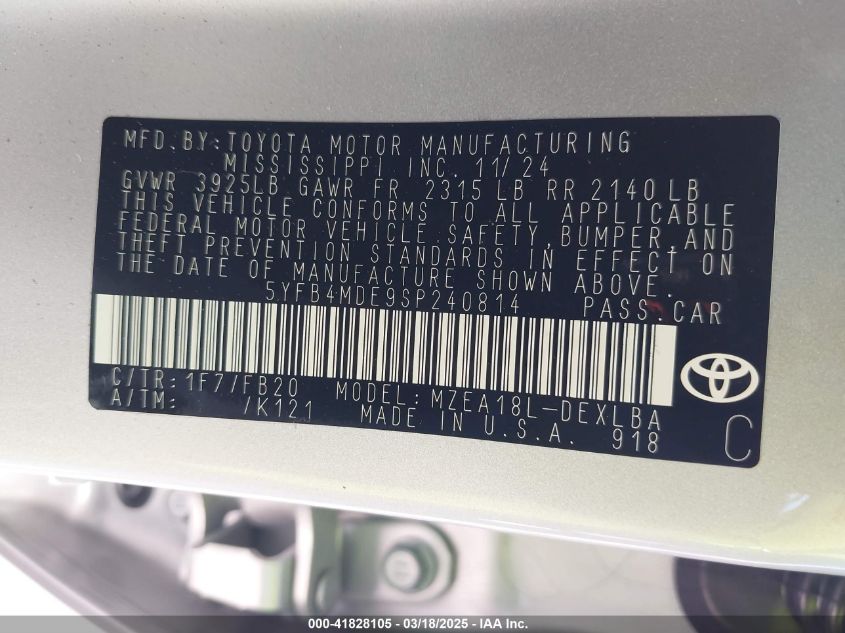 MFD. BY: TOYOTA MOTOR MANUFACTURING
MISSISSIPPI INC. 11/24
GVWR 3925LB GAWR FR 2315 LB RR 2140 LB
THIS VEHICLE CONFORMS TO ALL APPLICABLE
FEDERAL MOTOR VEHICLE SAFETY, BUMPER, AND
THEFT PREVENTION STANDARDS IN EFFECT ON
THE DATE OF MANUFACTURE SHOWN ABOVE.
5YFB4MDE9SP240814 PASS. CAR
C/TR: 1F7/FB20 MODEL: MZEA18L-DEXLBA
A/TM: /K121 MADE IN U.S.A. 918
C
000-41828105 - 03/18/2025 - IAA Inc.